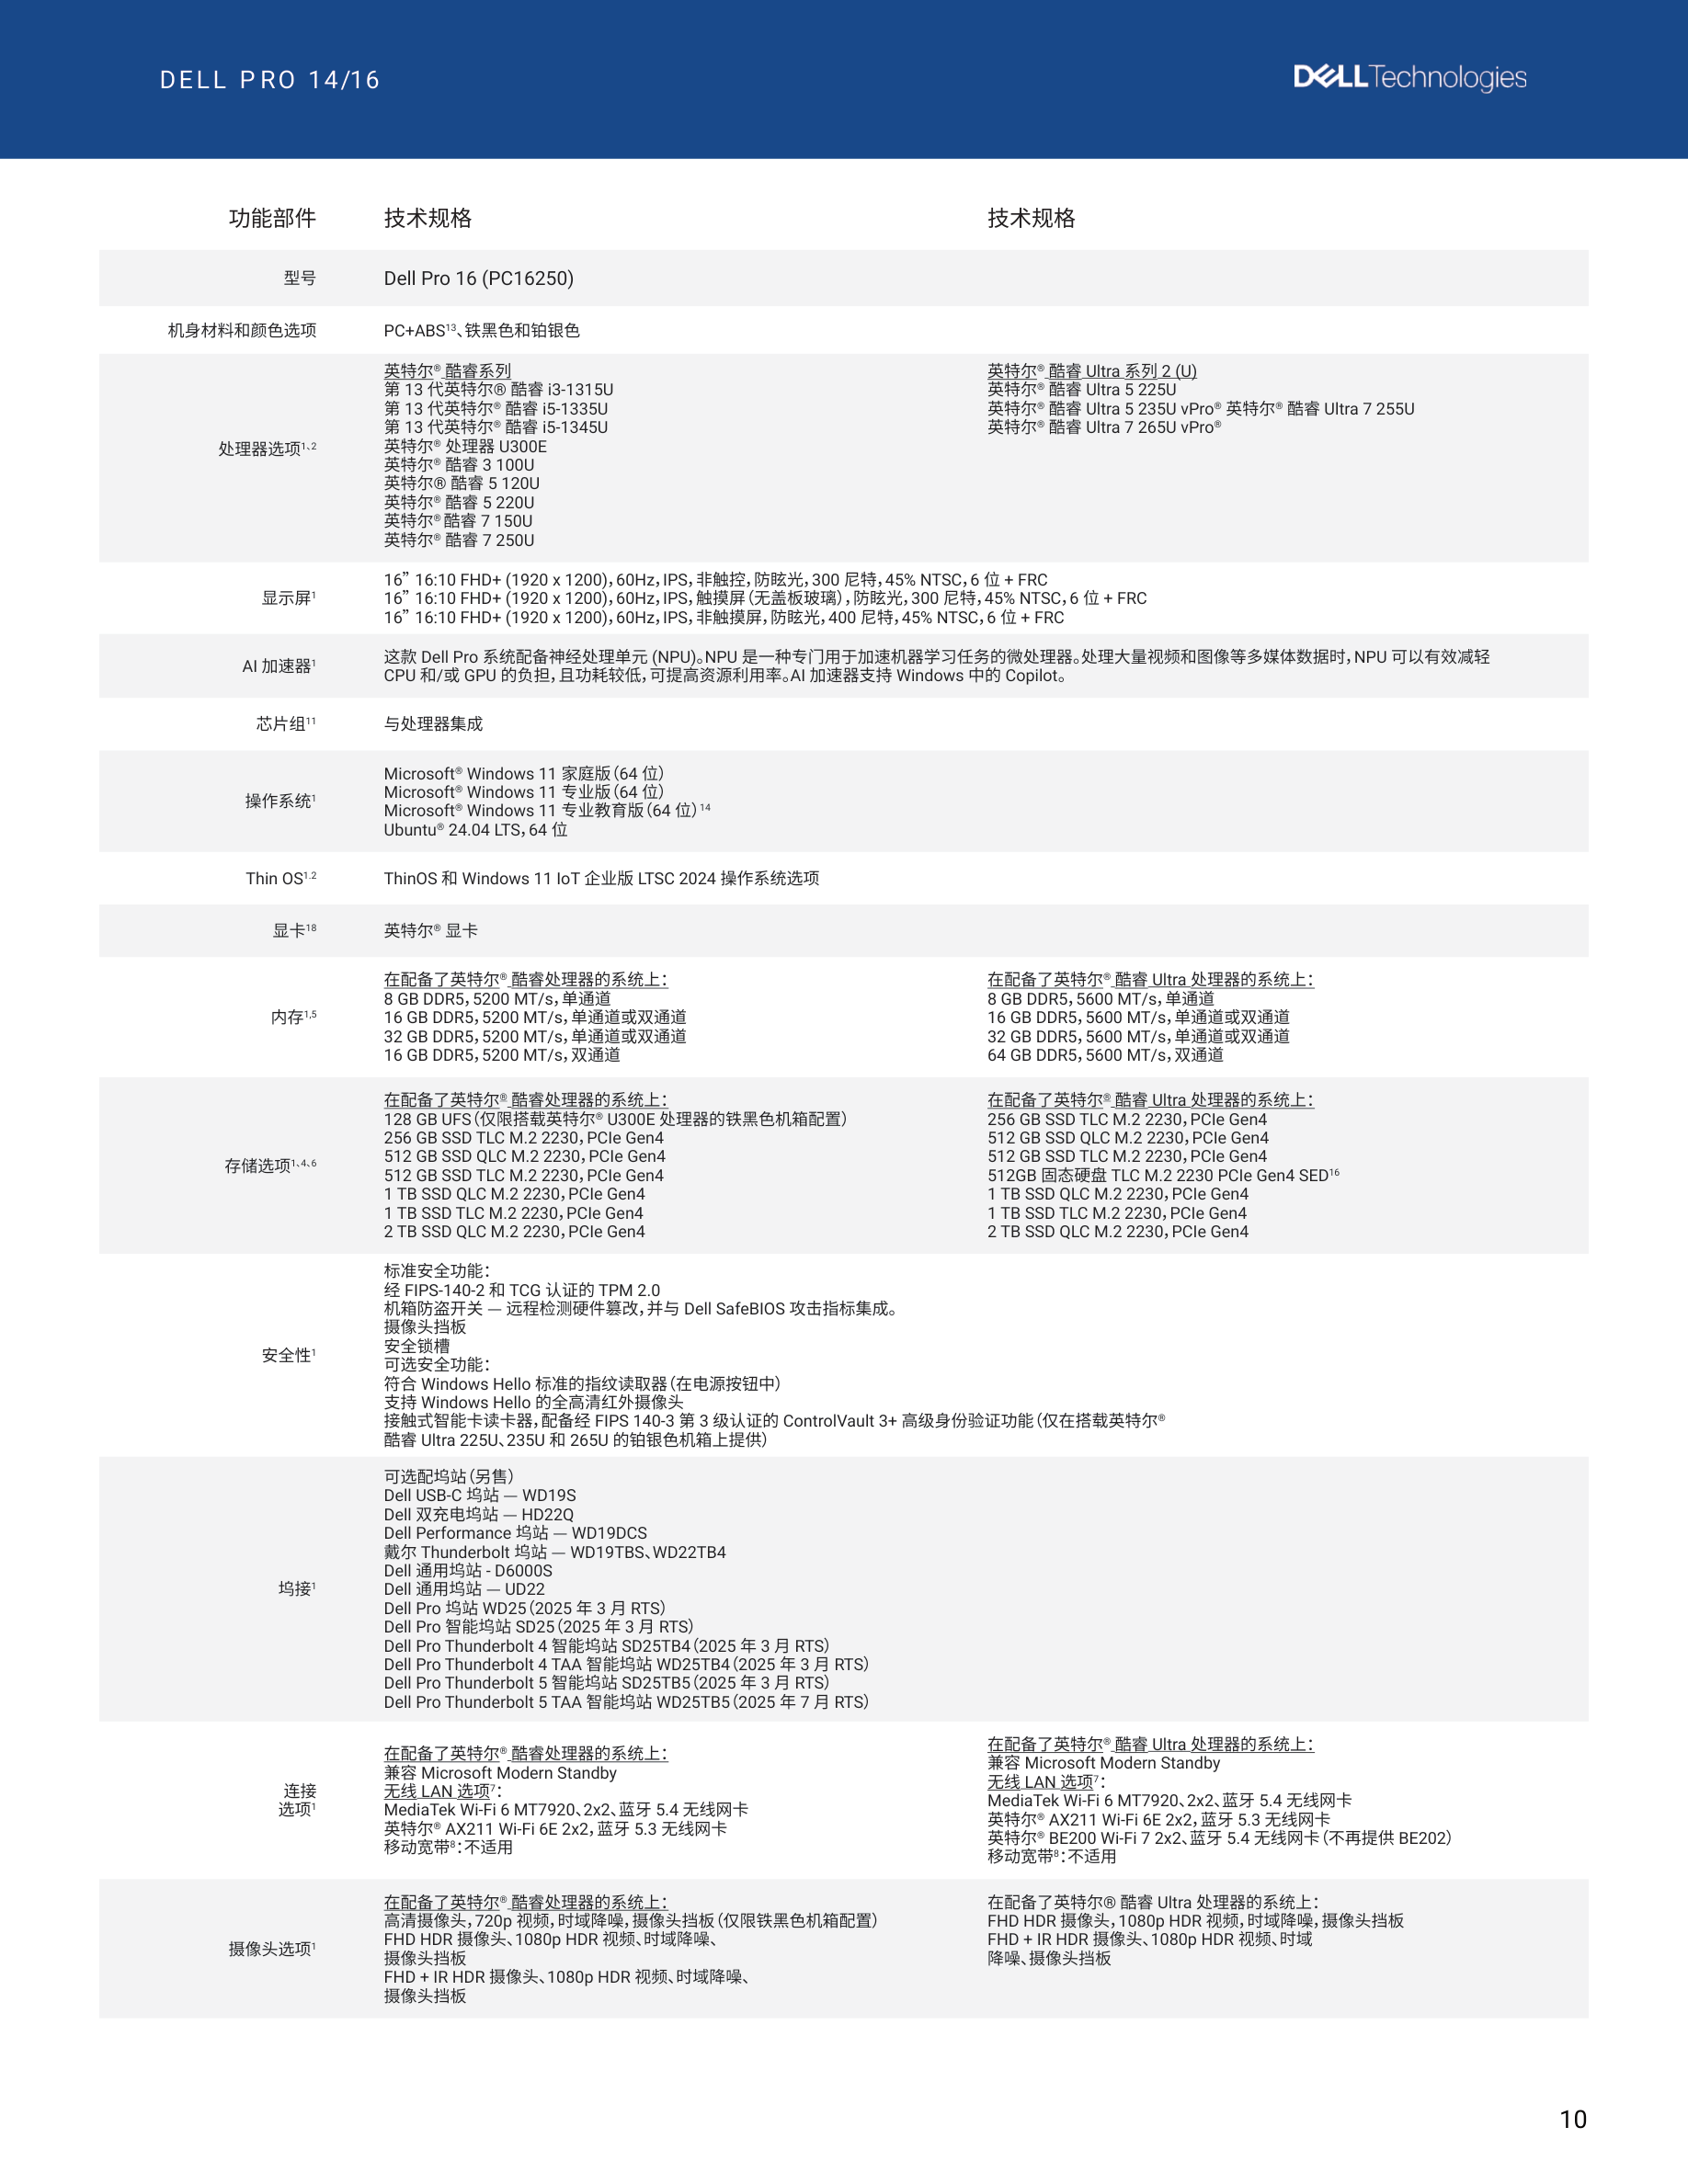 DELL PRO 14/16
DELLTechnologies
功能部件
技术规格
技术规格
型号
Dell Pro 16 (PC16250)
机身材料和颜色选项
PC+ABS¹³、铁黑色和铂银色
处理器选项¹､²
英特尔® 酷睿系列
第 13 代英特尔® 酷睿 i3-1315U
第 13 代英特尔® 酷睿 i5-1335U
第 13 代英特尔® 酷睿 i5-1345U
英特尔® 处理器 U300E
英特尔® 酷睿 3 100U
英特尔® 酷睿 5 120U
英特尔® 酷睿 5 220U
英特尔® 酷睿 7 150U
英特尔® 酷睿 7 250U
英特尔® 酷睿 Ultra 系列 2 (U)
英特尔® 酷睿 Ultra 5 225U
英特尔® 酷睿 Ultra 5 235U vPro® 英特尔® 酷睿 Ultra 7 255U
英特尔® 酷睿 Ultra 7 265U vPro®
显示屏¹
16” 16:10 FHD+ (1920 x 1200)，60Hz，IPS，非触控，防眩光，300 尼特，45% NTSC，6 位 + FRC
16” 16:10 FHD+ (1920 x 1200)，60Hz，IPS，触摸屏（无盖板玻璃），防眩光，300 尼特，45% NTSC，6 位 + FRC
16” 16:10 FHD+ (1920 x 1200)，60Hz，IPS，非触摸屏，防眩光，400 尼特，45% NTSC，6 位 + FRC
AI 加速器¹
这款 Dell Pro 系统配备神经处理单元 (NPU)。NPU 是一种专门用于加速机器学习任务的微处理器。处理大量视频和图像等多媒体数据时，NPU 可以有效减轻
CPU 和/或 GPU 的负担，且功耗较低，可提高资源利用率。AI 加速器支持 Windows 中的 Copilot。
芯片组¹¹
与处理器集成
操作系统¹
Microsoft® Windows 11 家庭版（64 位）
Microsoft® Windows 11 专业版（64 位）
Microsoft® Windows 11 专业教育版（64 位）¹⁴
Ubuntu® 24.04 LTS，64 位
Thin OS¹·²
ThinOS 和 Windows 11 IoT 企业版 LTSC 2024 操作系统选项
显卡¹⁸
英特尔® 显卡
内存¹,⁵
在配备了英特尔® 酷睿处理器的系统上：
8 GB DDR5，5200 MT/s，单通道
16 GB DDR5，5200 MT/s，单通道或双通道
32 GB DDR5，5200 MT/s，单通道或双通道
16 GB DDR5，5200 MT/s，双通道
在配备了英特尔® 酷睿 Ultra 处理器的系统上：
8 GB DDR5，5600 MT/s，单通道
16 GB DDR5，5600 MT/s，单通道或双通道
32 GB DDR5，5600 MT/s，单通道或双通道
64 GB DDR5，5600 MT/s，双通道
存储选项¹､⁴､⁶
在配备了英特尔® 酷睿处理器的系统上：
128 GB UFS（仅限搭载英特尔® U300E 处理器的铁黑色机箱配置）
256 GB SSD TLC M.2 2230，PCIe Gen4
512 GB SSD QLC M.2 2230，PCIe Gen4
512 GB SSD TLC M.2 2230，PCIe Gen4
1 TB SSD QLC M.2 2230，PCIe Gen4
1 TB SSD TLC M.2 2230，PCIe Gen4
2 TB SSD QLC M.2 2230，PCIe Gen4
在配备了英特尔® 酷睿 Ultra 处理器的系统上：
256 GB SSD TLC M.2 2230，PCIe Gen4
512 GB SSD QLC M.2 2230，PCIe Gen4
512 GB SSD TLC M.2 2230，PCIe Gen4
512GB 固态硬盘 TLC M.2 2230 PCIe Gen4 SED¹⁶
1 TB SSD QLC M.2 2230，PCIe Gen4
1 TB SSD TLC M.2 2230，PCIe Gen4
2 TB SSD QLC M.2 2230，PCIe Gen4
安全性¹
标准安全功能：
经 FIPS-140-2 和 TCG 认证的 TPM 2.0
机箱防盗开关 — 远程检测硬件篡改，并与 Dell SafeBIOS 攻击指标集成。
摄像头挡板
安全锁槽
可选安全功能：
符合 Windows Hello 标准的指纹读取器（在电源按钮中）
支持 Windows Hello 的全高清红外摄像头
接触式智能卡读卡器，配备经 FIPS 140-3 第 3 级认证的 ControlVault 3+ 高级身份验证功能（仅在搭载英特尔®
酷睿 Ultra 225U、235U 和 265U 的铂银色机箱上提供）
坞接¹
可选配坞站（另售）
Dell USB-C 坞站 — WD19S
Dell 双充电坞站 — HD22Q
Dell Performance 坞站 — WD19DCS
戴尔 Thunderbolt 坞站 — WD19TBS、WD22TB4
Dell 通用坞站 - D6000S
Dell 通用坞站 — UD22
Dell Pro 坞站 WD25（2025 年 3 月 RTS）
Dell Pro 智能坞站 SD25（2025 年 3 月 RTS）
Dell Pro Thunderbolt 4 智能坞站 SD25TB4（2025 年 3 月 RTS）
Dell Pro Thunderbolt 4 TAA 智能坞站 WD25TB4（2025 年 3 月 RTS）
Dell Pro Thunderbolt 5 智能坞站 SD25TB5（2025 年 3 月 RTS）
Dell Pro Thunderbolt 5 TAA 智能坞站 WD25TB5（2025 年 7 月 RTS）
连接
选项¹
在配备了英特尔® 酷睿处理器的系统上：
兼容 Microsoft Modern Standby
无线 LAN 选项⁷：
MediaTek Wi-Fi 6 MT7920、2x2、蓝牙 5.4 无线网卡
英特尔® AX211 Wi-Fi 6E 2x2，蓝牙 5.3 无线网卡
移动宽带⁸：不适用
在配备了英特尔® 酷睿 Ultra 处理器的系统上：
兼容 Microsoft Modern Standby
无线 LAN 选项⁷：
MediaTek Wi-Fi 6 MT7920、2x2、蓝牙 5.4 无线网卡
英特尔® AX211 Wi-Fi 6E 2x2，蓝牙 5.3 无线网卡
英特尔® BE200 Wi-Fi 7 2x2、蓝牙 5.4 无线网卡（不再提供 BE202）
移动宽带⁸：不适用
摄像头选项¹
在配备了英特尔® 酷睿处理器的系统上：
高清摄像头，720p 视频，时域降噪，摄像头挡板（仅限铁黑色机箱配置）
FHD HDR 摄像头、1080p HDR 视频、时域降噪、
摄像头挡板
FHD + IR HDR 摄像头、1080p HDR 视频、时域降噪、
摄像头挡板
在配备了英特尔® 酷睿 Ultra 处理器的系统上：
FHD HDR 摄像头，1080p HDR 视频，时域降噪，摄像头挡板
FHD + IR HDR 摄像头、1080p HDR 视频、时域
降噪、摄像头挡板
10